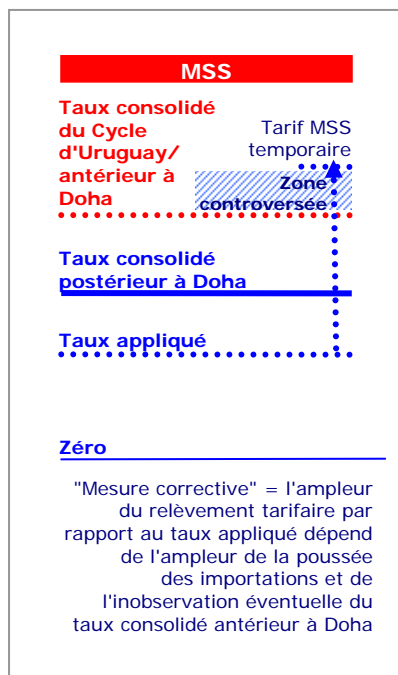 MSS
Taux consolidé
du Cycle
d'Uruguay/
antérieur à
Doha
Tarif MSS
temporaire
Zone
controversée
Taux consolidé
postérieur à Doha
Taux appliqué
Zéro
"Mesure corrective" = l'ampleur
du relèvement tarifaire par
rapport au taux appliqué dépend
de l'ampleur de la poussée
des importations et de
l'inobservation éventuelle du
taux consolidé antérieur à Doha